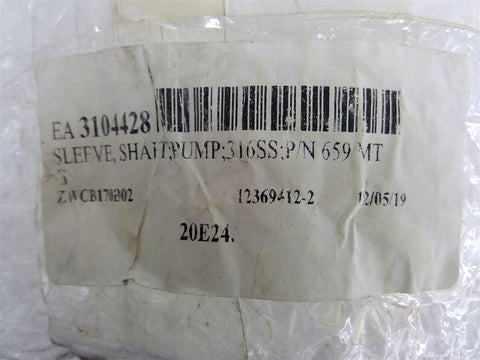 EA 3104428
SLEEVE,SHAFT,PUMP;316SS;P/N 659 MT
3
ZWCB170B02 12369412-2 12/05/19
20E24.